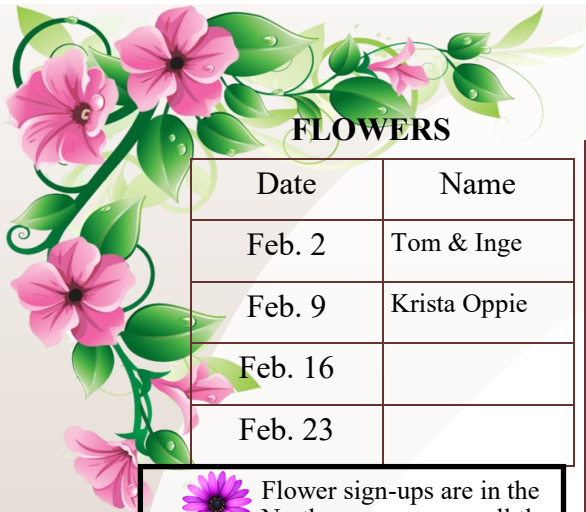 FLOWERS
Date Name
Feb. 2 Tom & Inge
Feb. 9 Krista Oppie
Feb. 16
Feb. 23
Flower sign-ups are in the